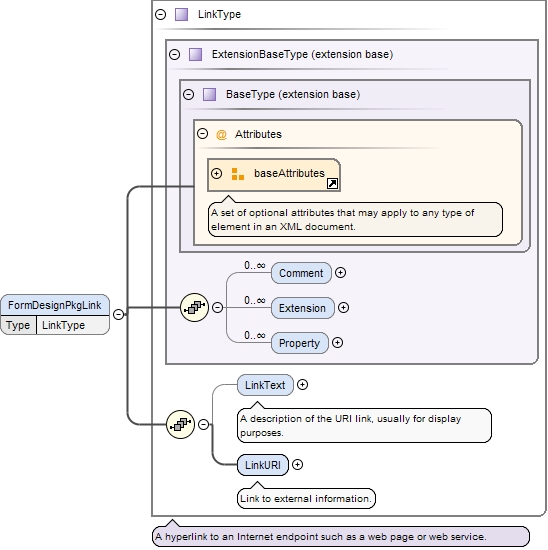 LinkType
ExtensionBaseType (extension base)
BaseType (extension base)
@ Attributes
baseAttributes
A set of optional attributes that may apply to any type of
element in an XML document.
FormDesignPkgLink
Type LinkType
0..∞
Comment
0..∞
Extension
0..∞
Property
LinkText
A description of the URI link, usually for display
purposes.
LinkURI
Link to external information.
A hyperlink to an Internet endpoint such as a web page or web service.